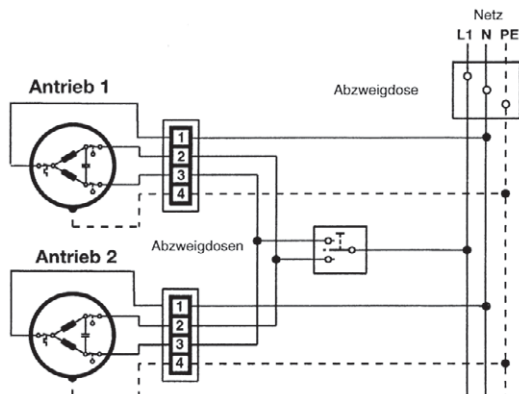 Netz
L1 N PE
Abzweigdose
Antrieb 1
1
2
3
4
Abzweigdosen
Antrieb 2
1
2
3
4